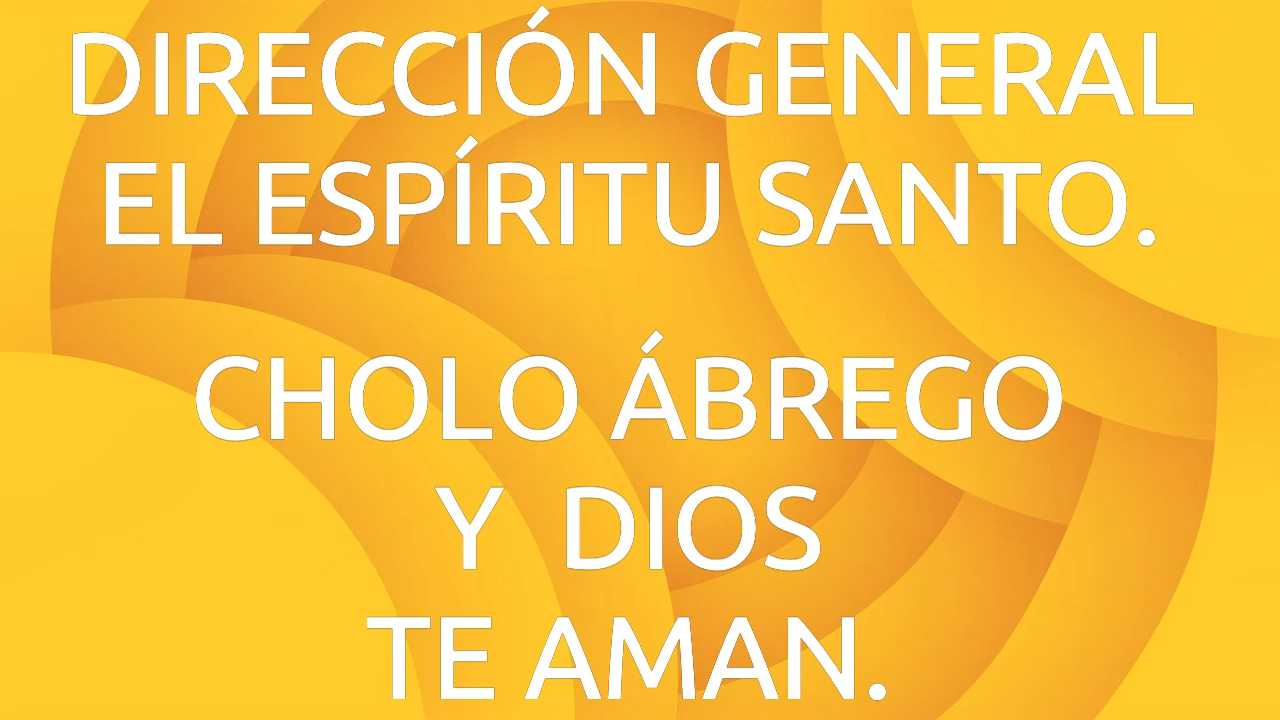 DIRECCIÓN GENERAL
EL ESPÍRITU SANTO.
CHOLO ÁBREGO
Y DIOS
TE AMAN.